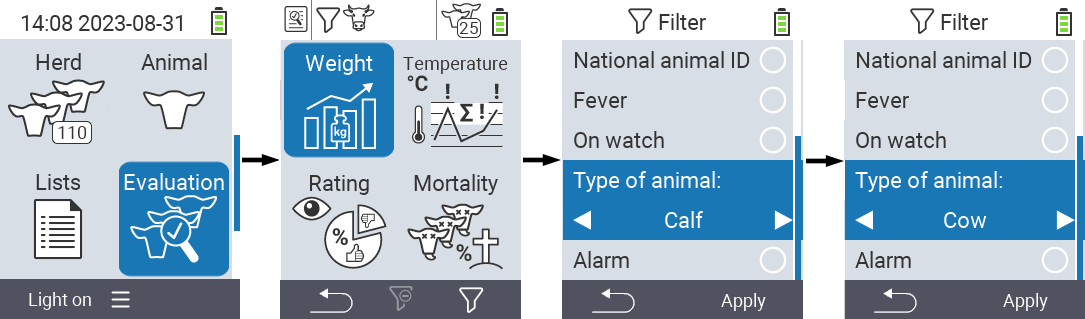 14:08 2023-08-31
Herd
Animal
110
Lists
Evaluation
Light on
25
Weight
kg
Temperature
°C
! !
Σ !
Rating
%
Mortality
%
Filter
National animal ID
Fever
On watch
Type of animal:
Calf
Alarm
Apply
Filter
National animal ID
Fever
On watch
Type of animal:
Cow
Alarm
Apply